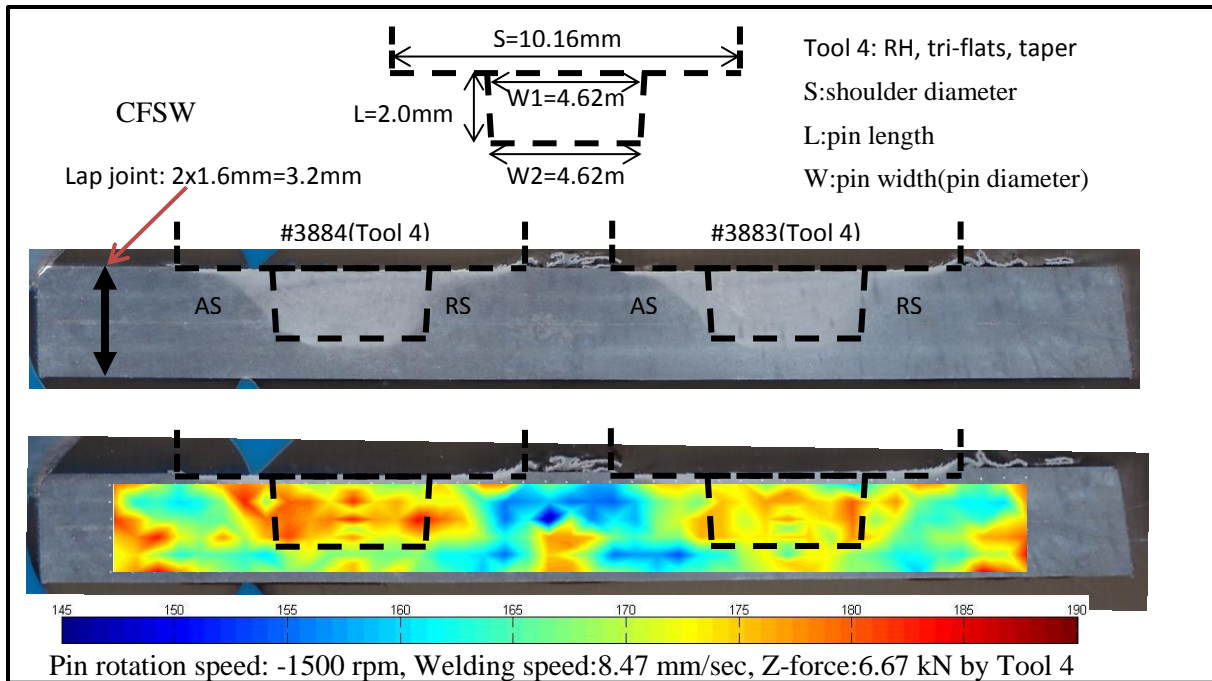 S=10.16mm
Tool 4: RH, tri-flats, taper
W1=4.62m
S:shoulder diameter
CFSW
L=2.0mm
L:pin length
Lap joint: 2x1.6mm=3.2mm
W2=4.62m
W:pin width(pin diameter)
#3884(Tool 4)
#3883(Tool 4)
AS
RS
AS
RS
145 150 155 160 165 170 175 180 185 190
Pin rotation speed: -1500 rpm, Welding speed:8.47 mm/sec, Z-force:6.67 kN by Tool 4